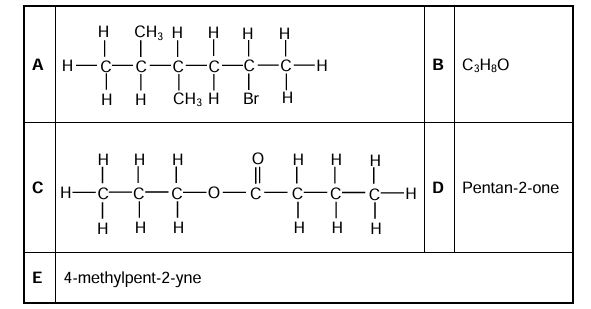 H CH₃ H H H H
A H—C—C—C—C—C—C—H B C₃H₈O
H H CH₃ H Br H
H H H O H H H
C H—C—C—C—O—C—C—C—C—H D Pentan-2-one
H H H H H H
E 4-methylpent-2-yne